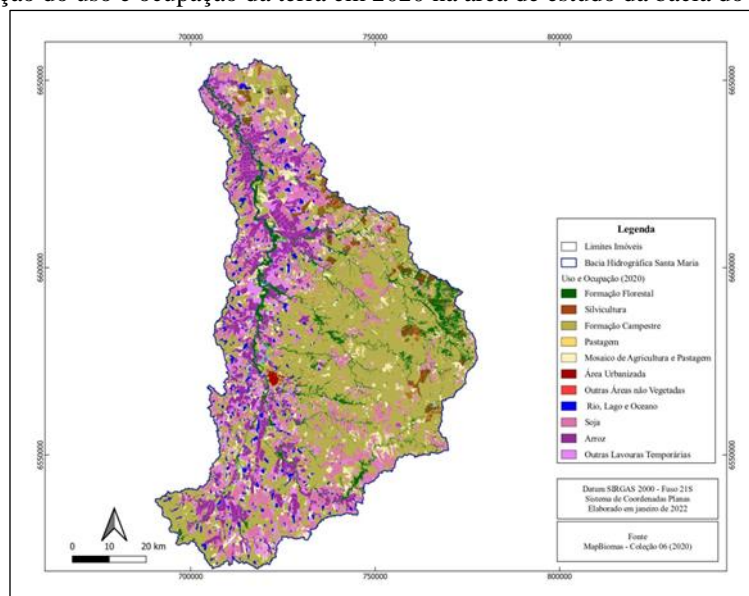 ção do uso e ocupação da terra em 2020 na área de estudo da bacia do
700000 750000 800000
6650000 6650000
6600000 6600000
6550000 6550000
Legenda
Limites Imóveis
Bacia Hidrográfica Santa Maria
Uso e Ocupação (2020)
Formação Florestal
Silvicultura
Formação Campestre
Pastagem
Mosaico de Agricultura e Pastagem
Área Urbanizada
Outras Áreas não Vegetadas
Rio, Lago e Oceano
Soja
Arroz
Outras Lavouras Temporárias
Datum SIRGAS 2000 - Fuso 21S
Sistema de Coordenadas Planas
Elaborado em janeiro de 2022
Fonte
MapBiomas - Coleção 06 (2020)
0 10 20 km
700000 750000 800000